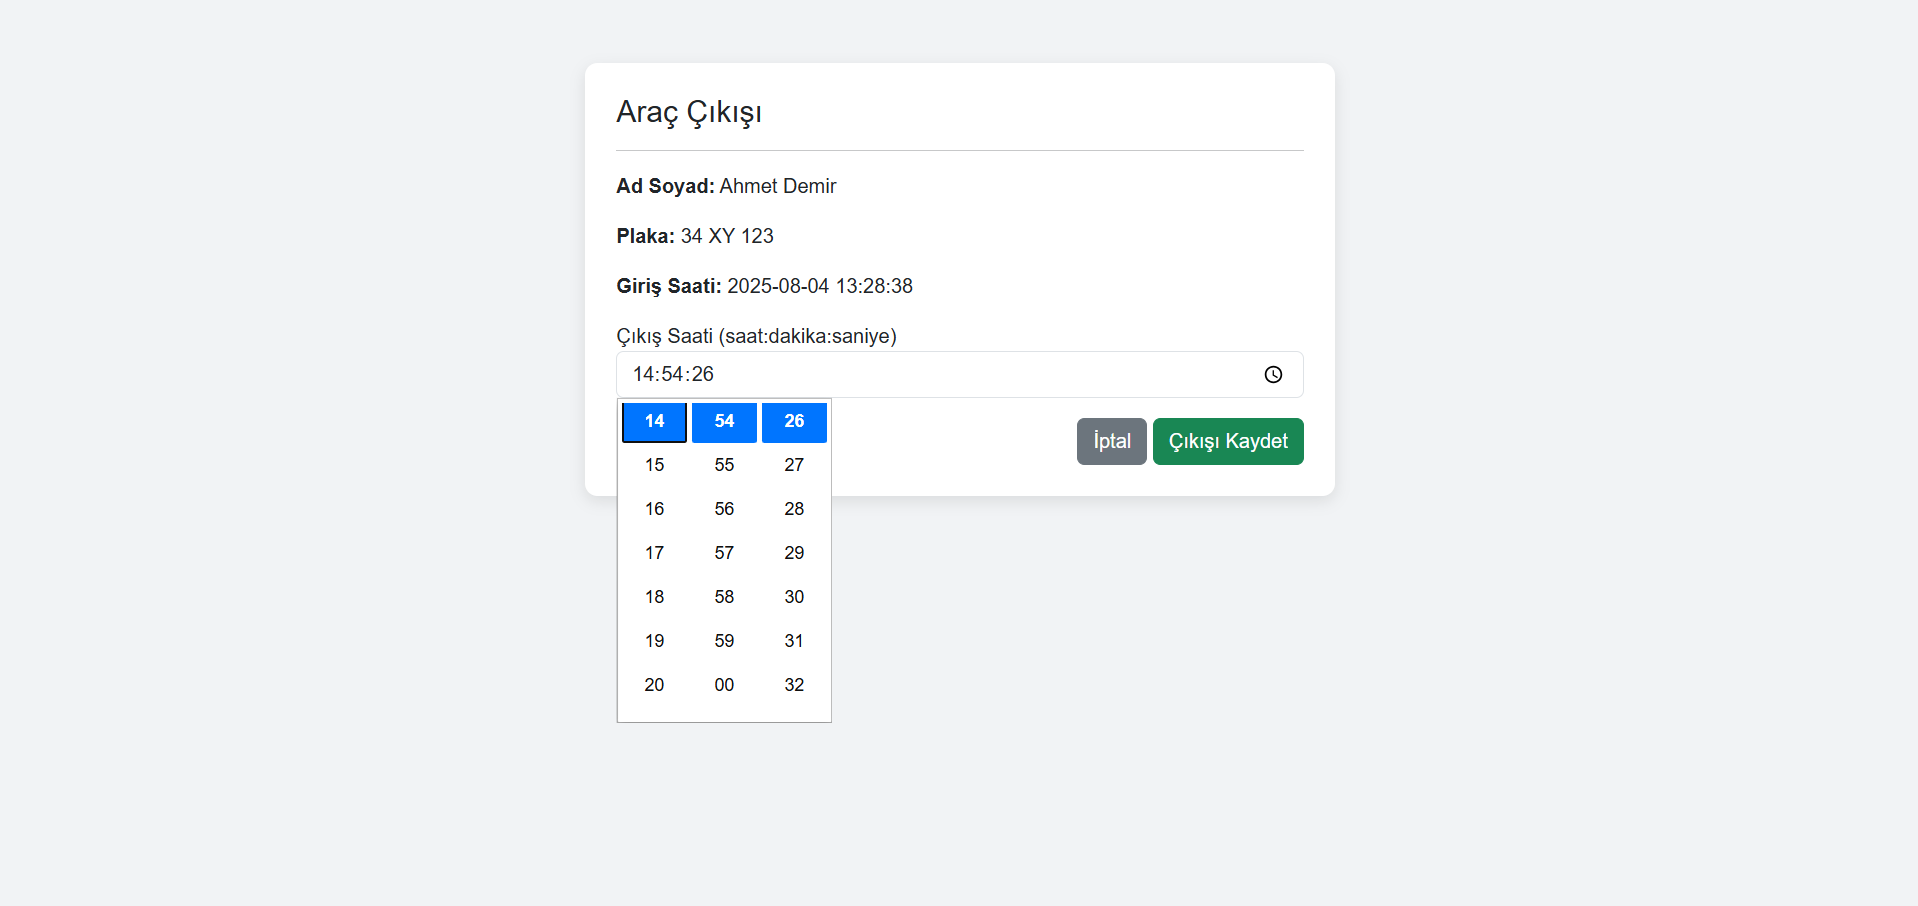 Araç Çıkışı
Ad Soyad: Ahmet Demir
Plaka: 34 XY 123
Giriş Saati: 2025-08-04 13:28:38
Çıkış Saati (saat:dakika:saniye)
14:54:26
14 54 26
İptal Çıkışı Kaydet
15 55 27
16 56 28
17 57 29
18 58 30
19 59 31
20 00 32